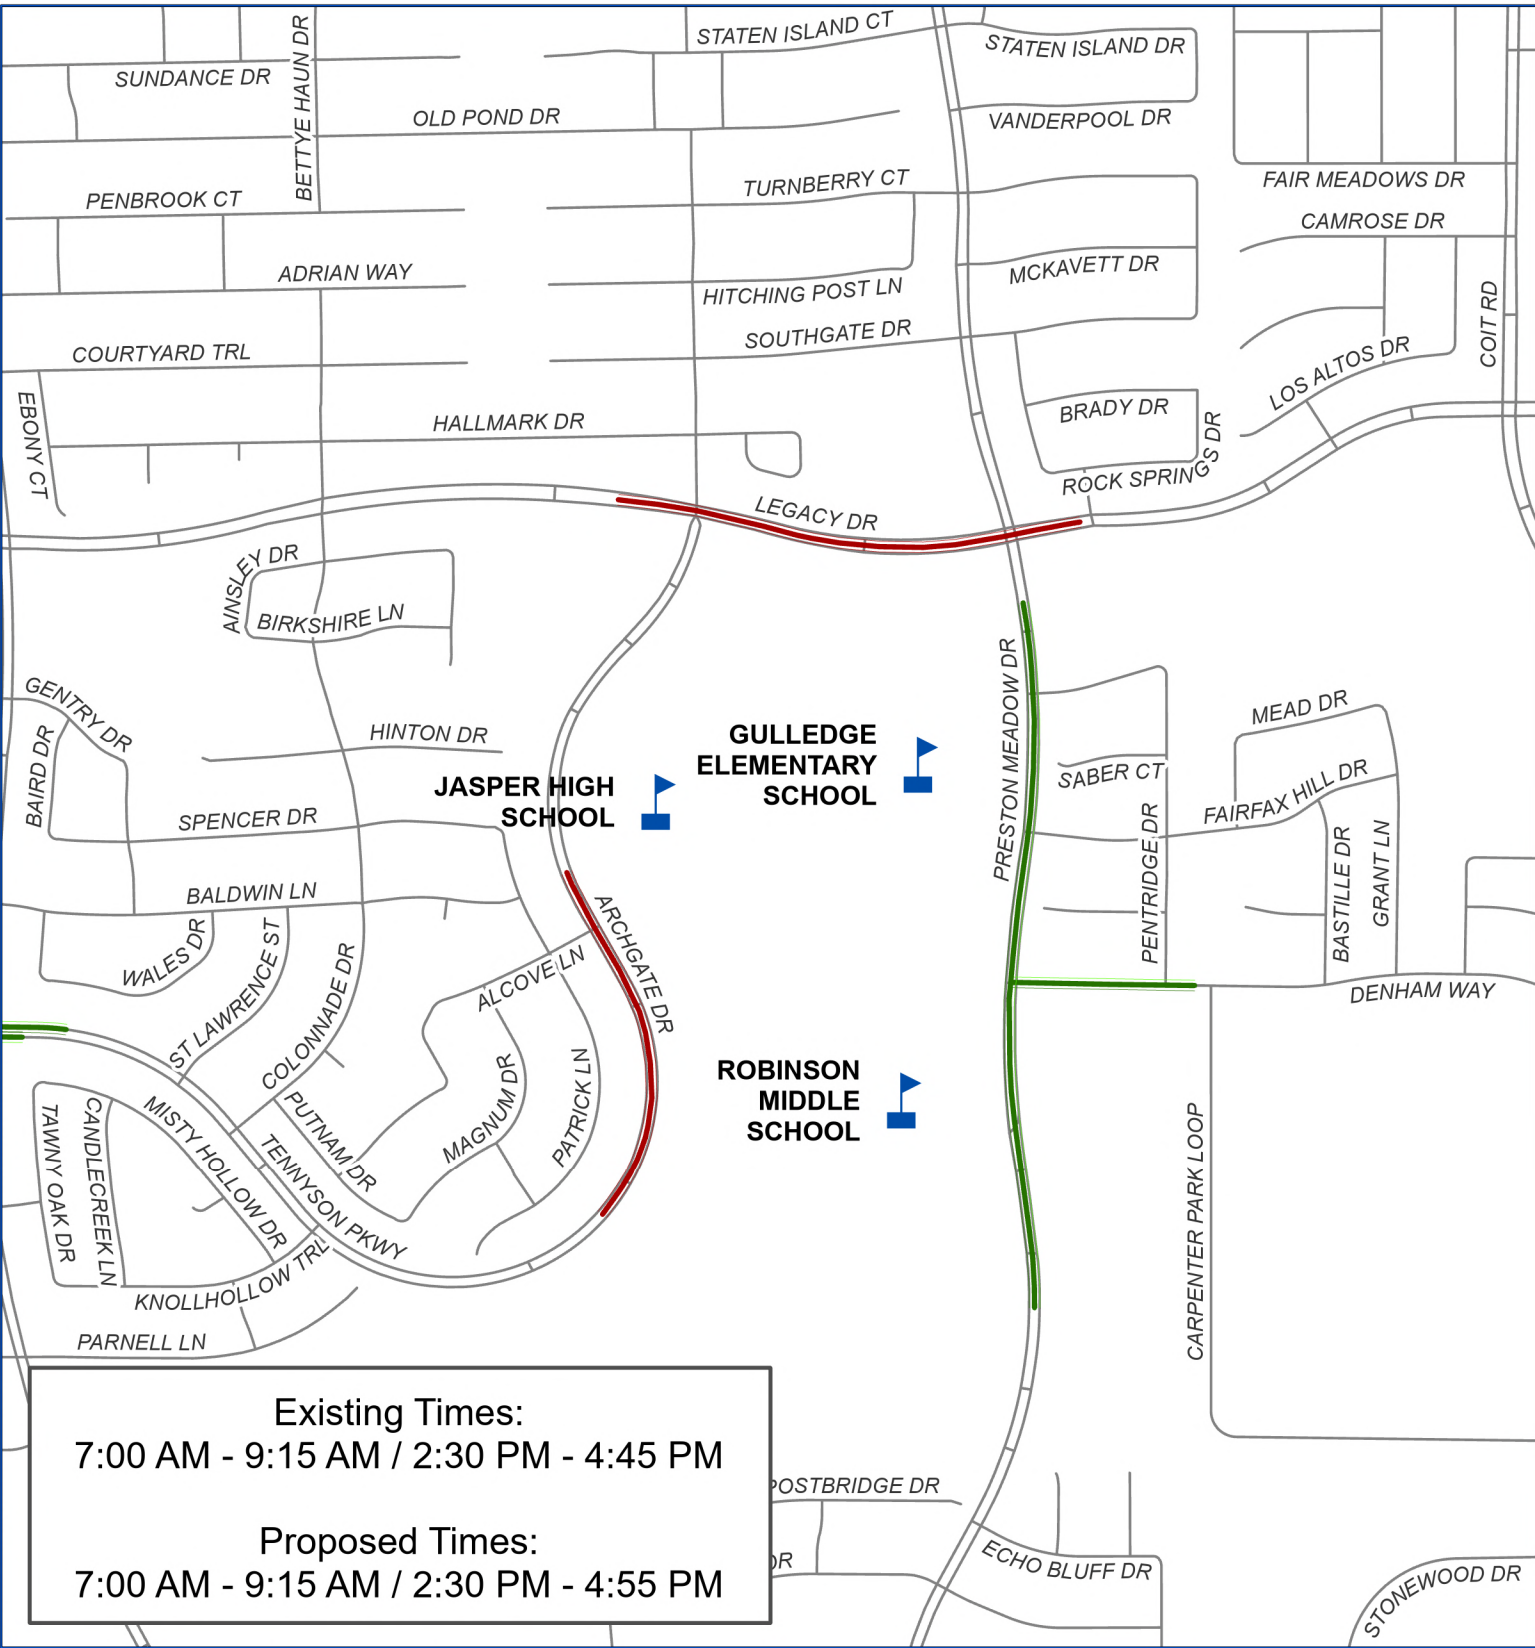 STATEN ISLAND CT
STATEN ISLAND DR
SUNDANCE DR
BETTYE HAUN DR
OLD POND DR
VANDERPOOL DR
TURNBERRY CT
FAIR MEADOWS DR
PENBROOK CT
CAMROSE DR
ADRIAN WAY
MCKAVETT DR
HITCHING POST LN
SOUTHGATE DR
COIT RD
COURTYARD TRL
LOS ALTOS DR
EBONY CT
HALLMARK DR
BRADY DR
ROCK SPRINGS DR
LEGACY DR
AINSLEY DR
BIRKSHIRE LN
GENTRY DR
BAIRD DR
HINTON DR
PRESTON MEADOW DR
MEAD DR
GULLEDGE
ELEMENTARY
SCHOOL
JASPER HIGH
SCHOOL
SABER CT
FAIRFAX HILL DR
SPENCER DR
PENTRIDGE DR
BASTILLE DR
GRANT LN
BALDWIN LN
WALES DR
ST LAWRENCE ST
COLONNADE DR
ALCOVE LN
ARCHGATE DR
DENHAM WAY
ROBINSON
MIDDLE
SCHOOL
TAWNY OAK DR
CANDLECREEK LN
MISTY HOLLOW DR
PUTNAM DR
TENNYSON PKWY
MAGNUM DR
PATRICK LN
CARPENTER PARK LOOP
KNOLLHOLLOW TRL
PARNELL LN
Existing Times:
7:00 AM - 9:15 AM / 2:30 PM - 4:45 PM
Proposed Times:
7:00 AM - 9:15 AM / 2:30 PM - 4:55 PM
POSTBRIDGE DR
DR
ECHO BLUFF DR
STONEWOOD DR